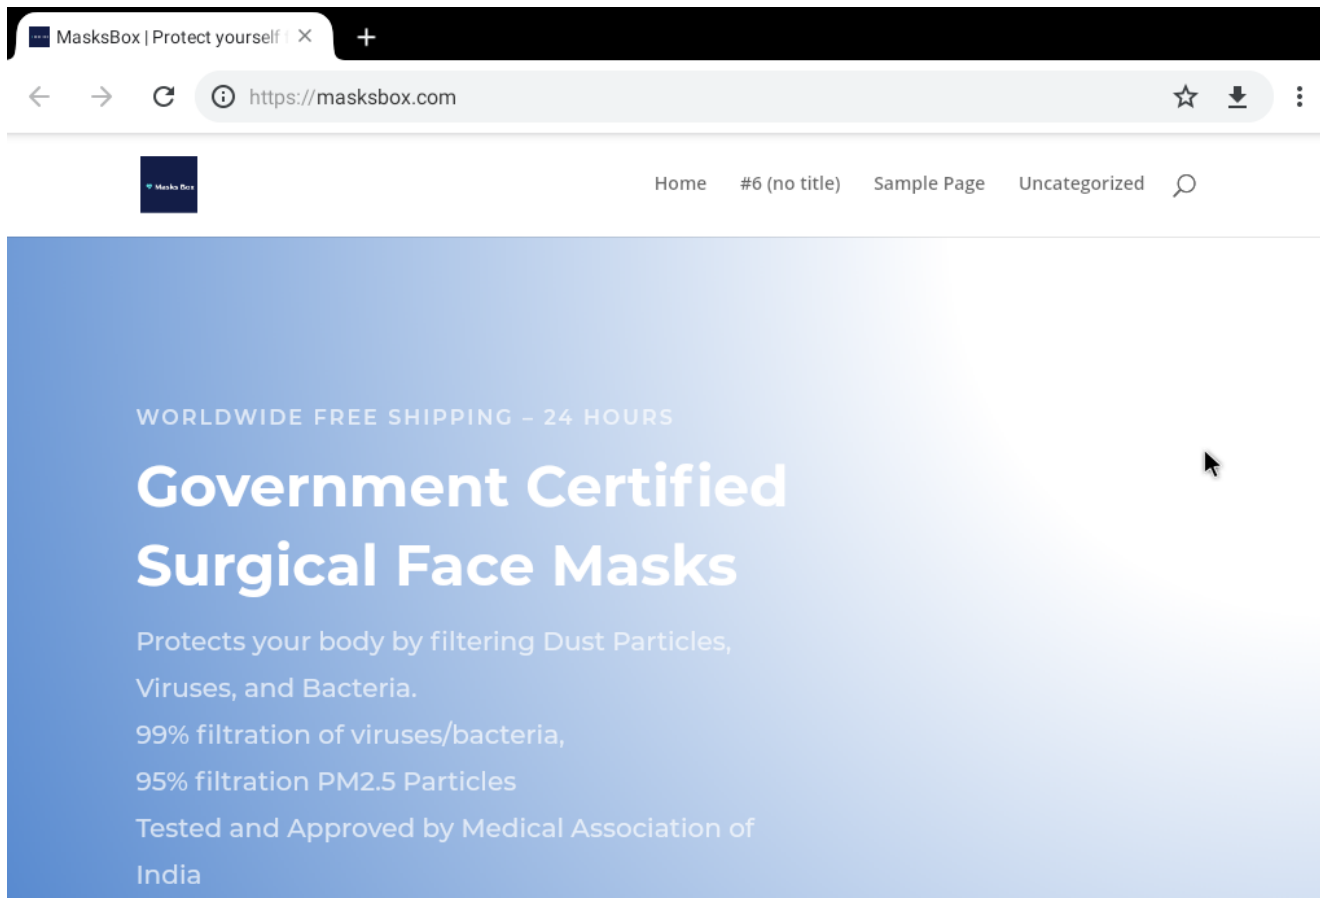 MasksBox | Protect yourself
https://masksbox.com
Masks Box
Home #6 (no title) Sample Page Uncategorized
WORLDWIDE FREE SHIPPING – 24 HOURS
Government Certified
Surgical Face Masks
Protects your body by filtering Dust Particles,
Viruses, and Bacteria.
99% filtration of viruses/bacteria,
95% filtration PM2.5 Particles
Tested and Approved by Medical Association of
India